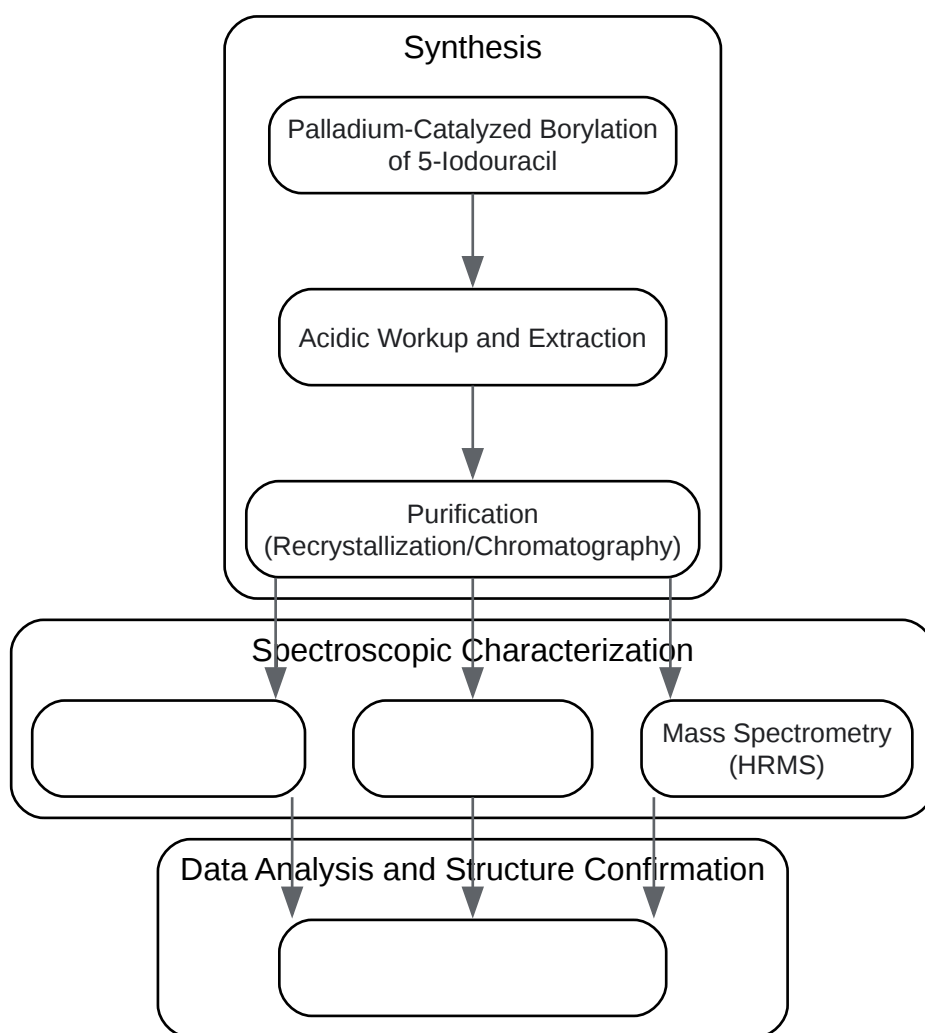 Synthesis
Palladium-Catalyzed Borylation
of 5-Iodouracil
Acidic Workup and Extraction
Purification
(Recrystallization/Chromatography)
Spectroscopic Characterization
Mass Spectrometry
(HRMS)
Data Analysis and Structure Confirmation